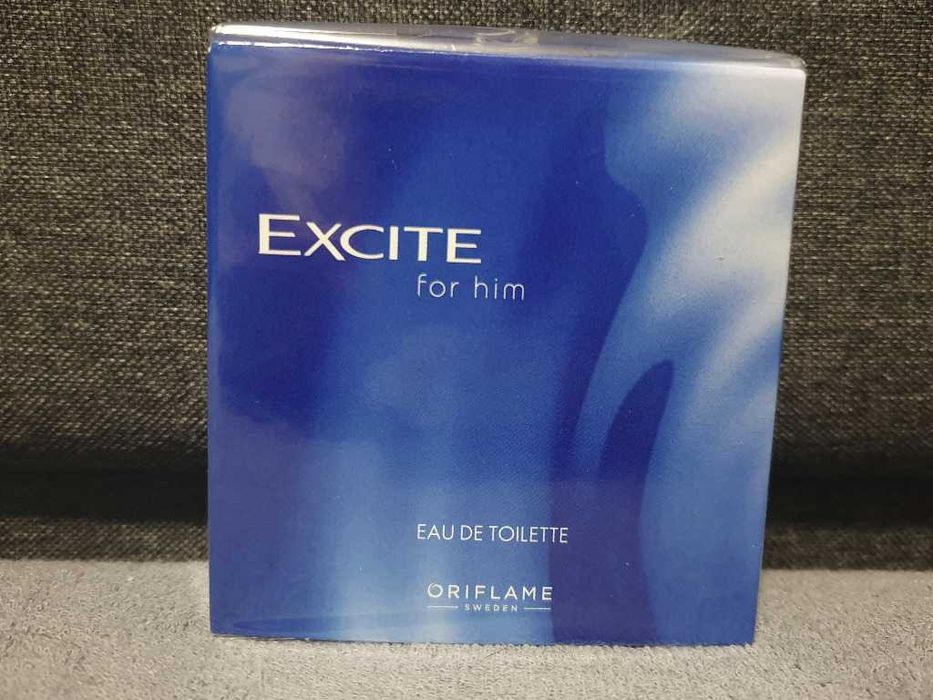 EXCITE
for him
EAU DE TOILETTE
ORIFLAME
SWEDEN